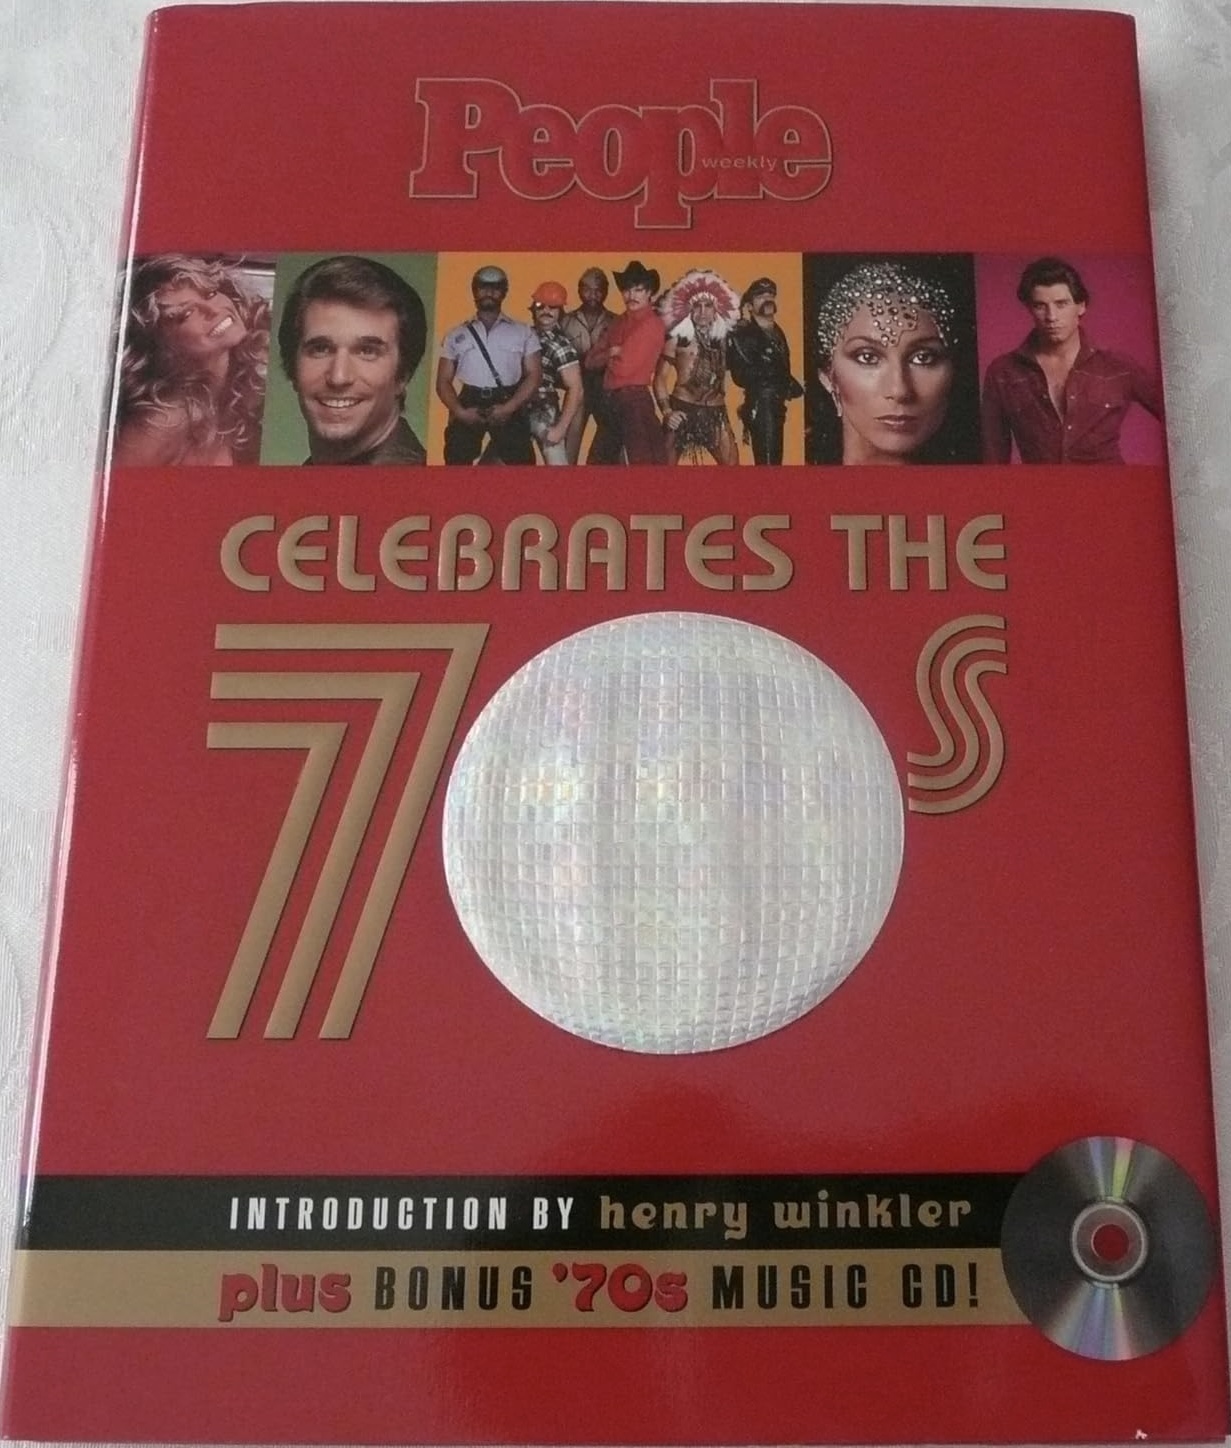 People
weekly
CELEBRATES THE
70s
INTRODUCTION BY henry winkler
plus BONUS '70s MUSIC CD!